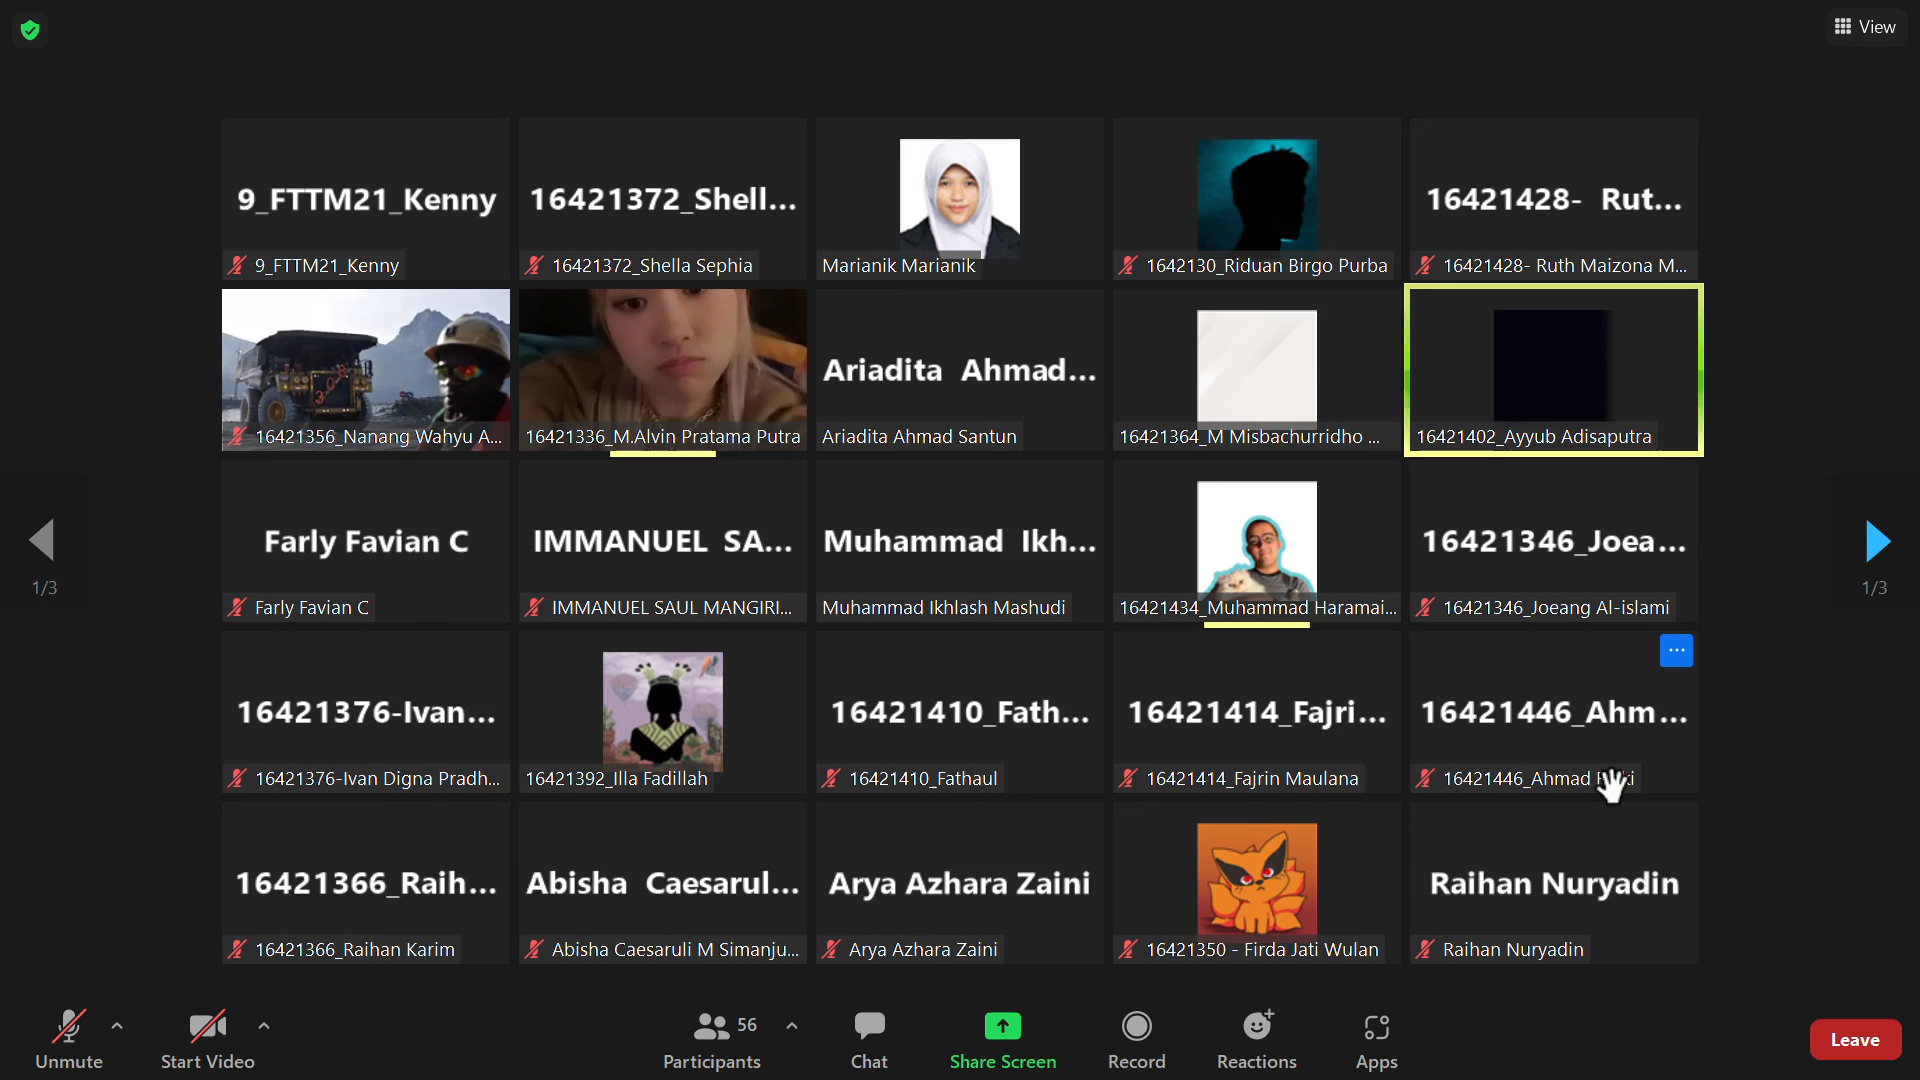 View
9_FTTM21_Kenny
9_FTTM21_Kenny
16421372_Shell...
16421372_Shella Sephia
Marianik Marianik
1642130_Riduan Birgo Purba
16421428- Rut...
16421428- Ruth Maizona M...
16421356_Nanang Wahyu A...
16421336_M.Alvin Pratama Putra
Ariadita Ahmad...
Ariadita Ahmad Santun
16421364_M Misbachurridho ...
16421402_Ayyub Adisaputra
Farly Favian C
Farly Favian C
IMMANUEL SA...
IMMANUEL SAUL MANGIRI...
Muhammad Ikh...
Muhammad Ikhlash Mashudi
16421434_Muhammad Haramai...
16421346_Joea...
16421346_Joeang Al-islami
1/3
1/3
16421376-Ivan...
16421376-Ivan Digna Pradh...
16421392_Illa Fadillah
16421410_Fath...
16421410_Fathaul
16421414_Fajri...
16421414_Fajrin Maulana
16421446_Ahm...
16421446_Ahmad
16421366_Raih...
16421366_Raihan Karim
Abisha Caesarul...
Abisha Caesaruli M Simanju...
Arya Azhara Zaini
Arya Azhara Zaini
16421350 - Firda Jati Wulan
Raihan Nuryadin
Raihan Nuryadin
Unmute
Start Video
56
Participants
Chat
Share Screen
Record
Reactions
Apps
Leave